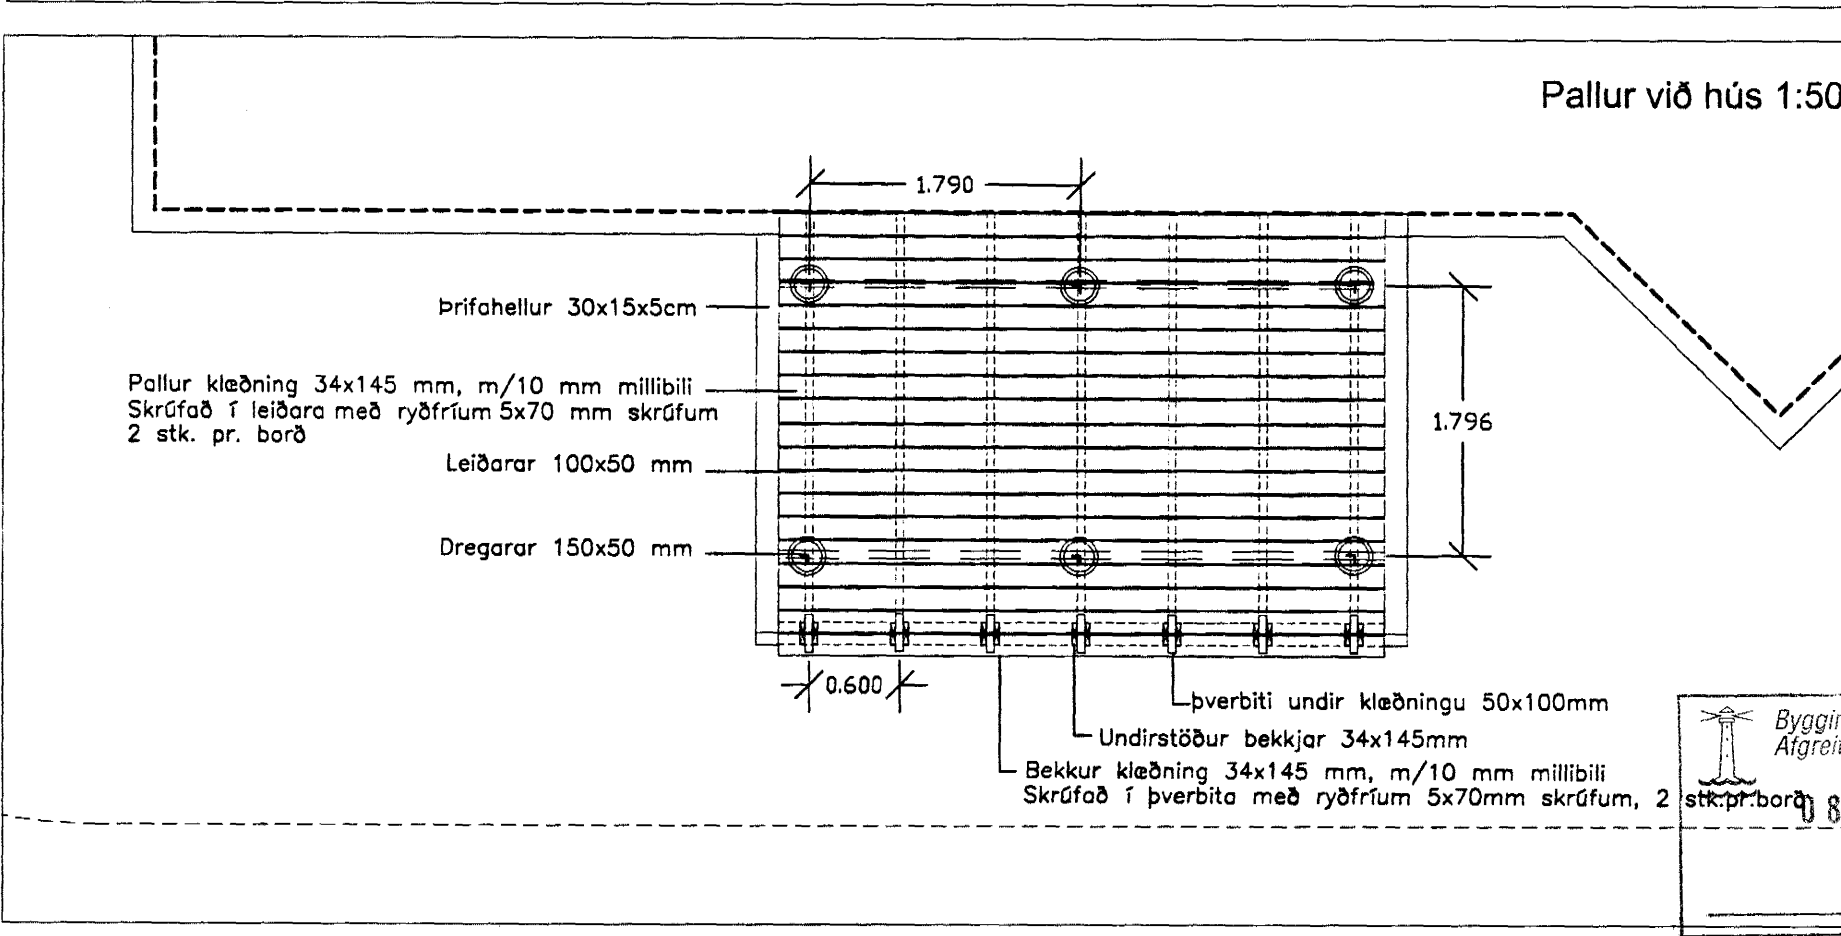 Pallur við hús 1:50
1.790
Þrifahellur 30x15x5cm
Pallur klæðning 34x145 mm, m/10 mm millibili
Skrúfað í leiðara með ryðfríum 5x70 mm skrúfum
2 stk. pr. borð
1.796
Leiðarar 100x50 mm
Dregarar 150x50 mm
0.600
þverbiti undir klæðningu 50x100mm
Undirstöður bekkjar 34x145mm
Bekkur klæðning 34x145 mm, m/10 mm millibili
Skrúfað í þverbita með ryðfríum 5x70mm skrúfum, 2 stk.pr.borð
08